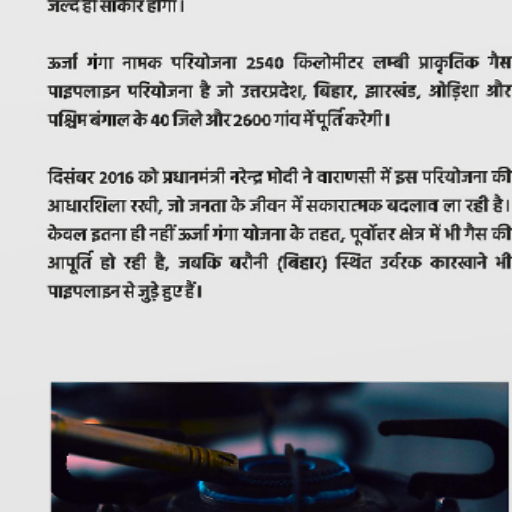 जल्द ही साकार होगा।
ऊर्जा गंगा नामक परियोजना 2540 किलोमीटर लम्बी प्राकृतिक गैस
पाइपलाइन परियोजना है जो उत्तरप्रदेश, बिहार, झारखंड, ओड़िशा और
पश्चिम बंगाल के 40 जिले और 2600 गांव में पूर्ति करेगी।
दिसंबर 2016 को प्रधानमंत्री नरेन्द्र मोदी ने वाराणसी में इस परियोजना की
आधारशिला रखी, जो जनता के जीवन में सकारात्मक बदलाव ला रही है।
केवल इतना ही नहीं ऊर्जा गंगा योजना के तहत, पूर्वोत्तर क्षेत्र में भी गैस की
आपूर्ति हो रही है, जबकि बरौनी (बिहार) स्थित उर्वरक कारखाने भी
पाइपलाइन से जुड़े हुए हैं।